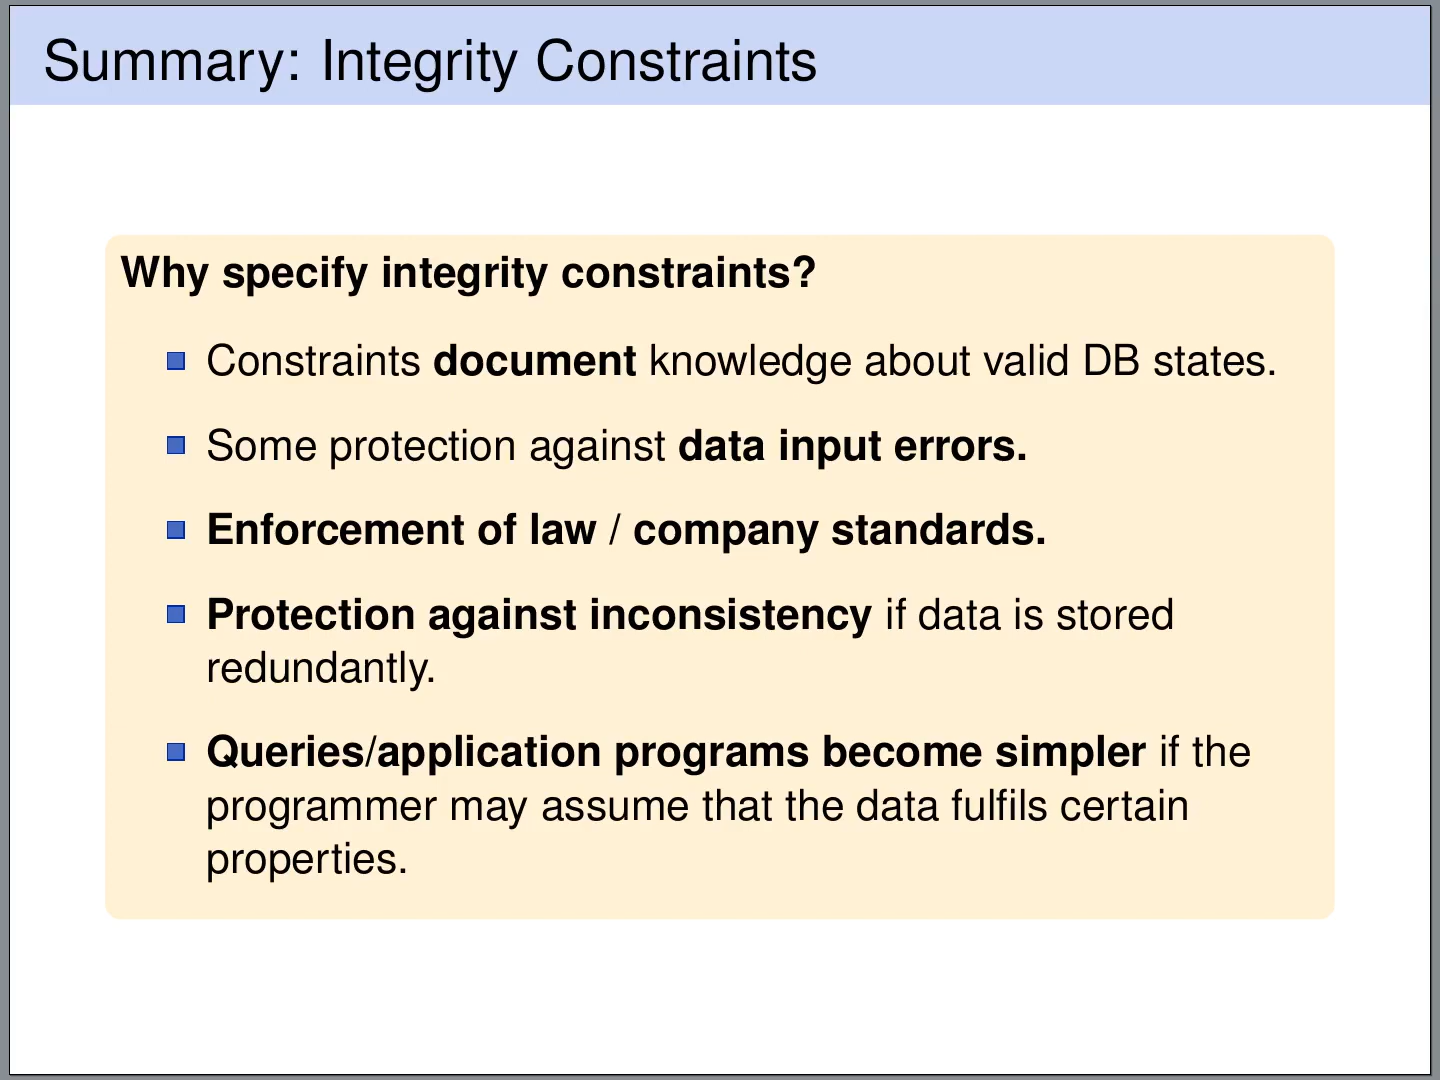 Summary: Integrity Constraints
Why specify integrity constraints?
Constraints document knowledge about valid DB states.
Some protection against data input errors.
Enforcement of law / company standards.
Protection against inconsistency if data is stored
redundantly.
Queries/application programs become simpler if the
programmer may assume that the data fulfils certain
properties.